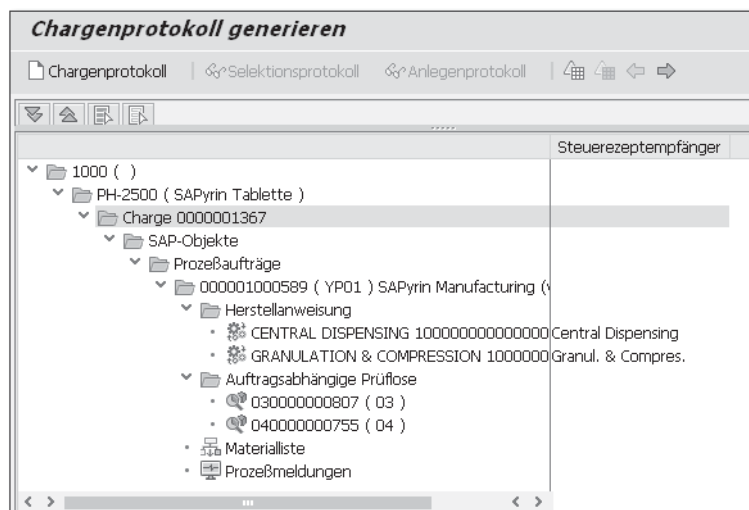 Chargenprotokoll generieren
Chargenprotokoll Selektionsprotokoll Anlegenprotokoll
Steuerezeptempfänger
1000 ( )
PH-2500 ( SAPyrin Tablette )
Charge 0000001367
SAP-Objekte
Prozeßaufträge
000001000589 ( YP01 ) SAPyrin Manufacturing (
Herstellanweisung
CENTRAL DISPENSING 100000000000000 Central Dispensing
GRANULATION & COMPRESSION 1000000 Granul. & Compres.
Auftragsabhängige Prüflose
030000000807 ( 03 )
040000000755 ( 04 )
Materialliste
Prozeßmeldungen